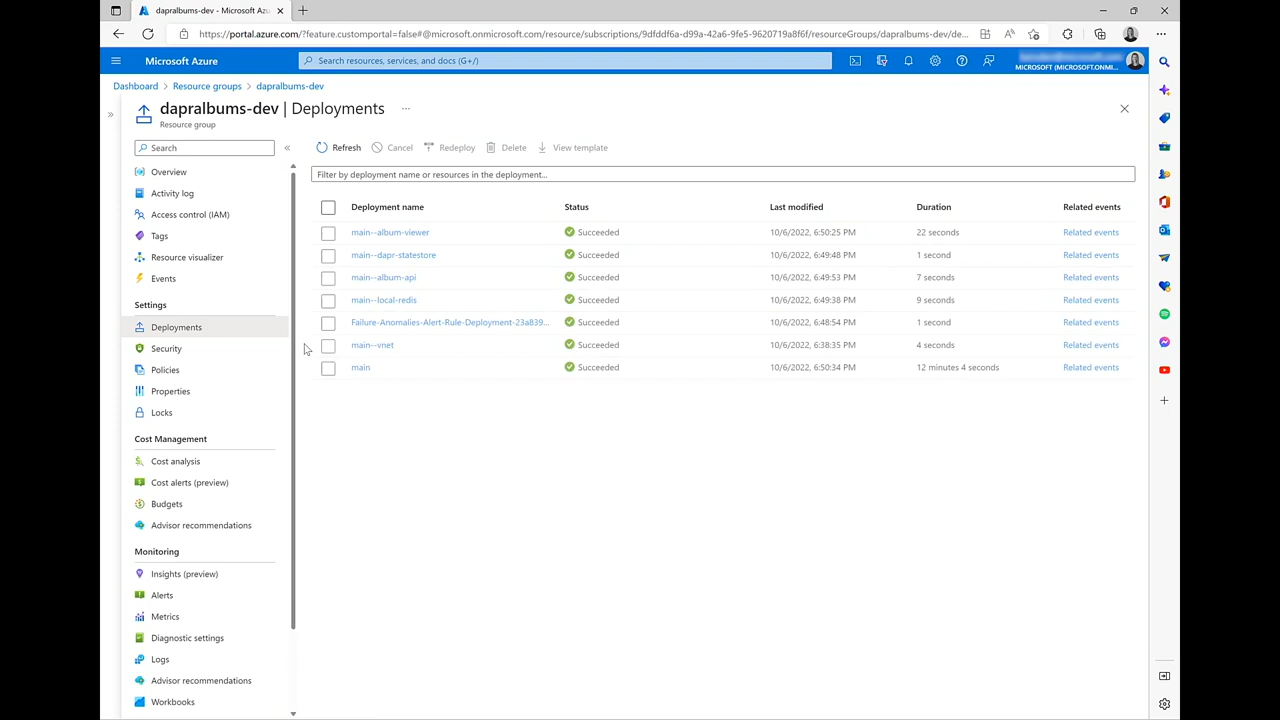 dapralbums-dev - Microsoft Azu
https://portal.azure.com/?feature.customportal=false#@microsoft.onmicrosoft.com/resource/subscriptions/9dfddf6a-d99a-42a6-9fe5-9620719a8f6f/resourceGroups/dapralbums-dev/de...
Microsoft Azure
Search resources, services, and docs (G+/)
MICROSOFT (MICROSOFT.ONMI...
Dashboard > Resource groups > dapralbums-dev
dapralbums-dev | Deployments ...
Resource group
Search
Overview
Activity log
Access control (IAM)
Tags
Resource visualizer
Events
Settings
Deployments
Security
Policies
Properties
Locks
Cost Management
Cost analysis
Cost alerts (preview)
Budgets
Advisor recommendations
Monitoring
Insights (preview)
Alerts
Metrics
Diagnostic settings
Logs
Advisor recommendations
Workbooks
Refresh Cancel Redeploy Delete View template
Filter by deployment name or resources in the deployment...
Deployment name Status Last modified Duration Related events
main--album-viewer Succeeded 10/6/2022, 6:50:25 PM 22 seconds Related events
main--dapr-statestore Succeeded 10/6/2022, 6:49:48 PM 1 second Related events
main--album-api Succeeded 10/6/2022, 6:49:53 PM 7 seconds Related events
main--local-redis Succeeded 10/6/2022, 6:49:38 PM 9 seconds Related events
Failure-Anomalies-Alert-Rule-Deployment-23a839... Succeeded 10/6/2022, 6:48:54 PM 1 second Related events
main--vnet Succeeded 10/6/2022, 6:38:35 PM 4 seconds Related events
main Succeeded 10/6/2022, 6:50:34 PM 12 minutes 4 seconds Related events